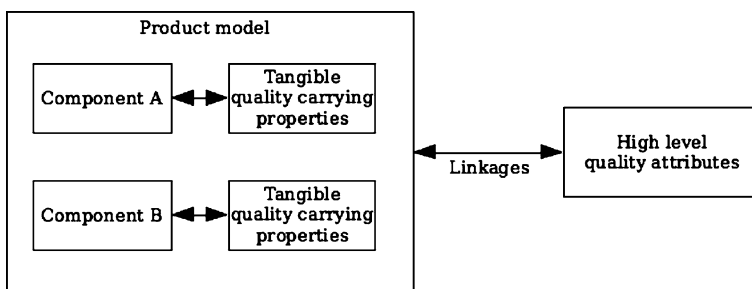 Product model
Component A
Tangible
quality carrying
properties
Component B
Tangible
quality carrying
properties
Linkages
High level
quality attributes